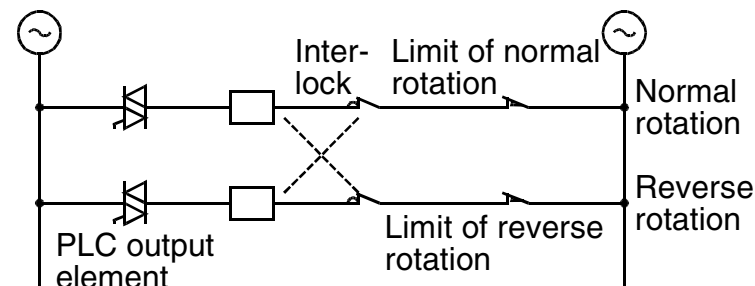 Inter-
lock
Limit of normal
rotation
Normal
rotation
Reverse
rotation
PLC output
element
Limit of reverse
rotation